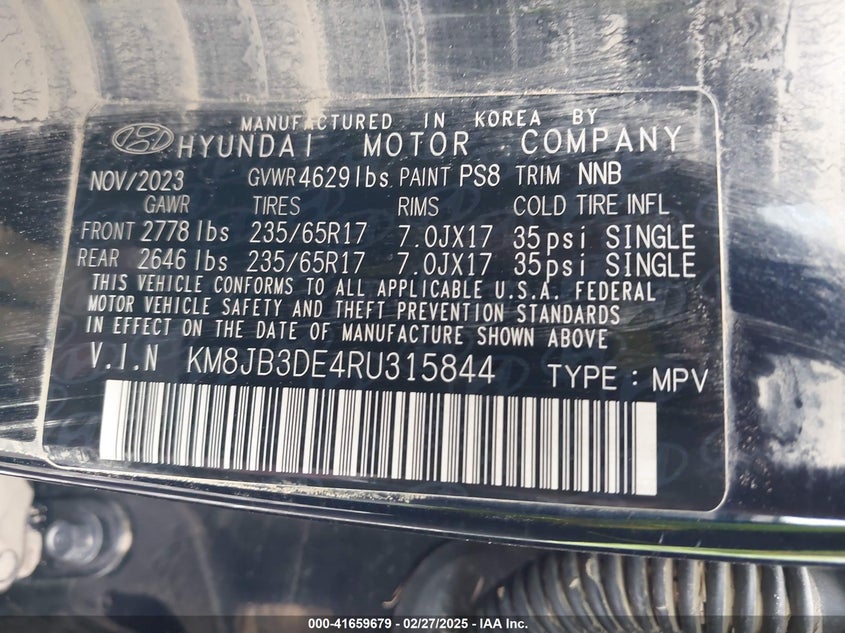 MANUFACTURED IN KOREA BY
HYUNDAI MOTOR COMPANY
NOV/2023 GVWR 4629 lbs PAINT PS8 TRIM NNB
GAWR TIRES RIMS COLD TIRE INFL
FRONT 2778 lbs 235/65R17 7.0JX17 35psi SINGLE
REAR 2646 lbs 235/65R17 7.0JX17 35psi SINGLE
THIS VEHICLE CONFORMS TO ALL APPLICABLE U.S.A. FEDERAL
MOTOR VEHICLE SAFETY AND THEFT PREVENTION STANDARDS
IN EFFECT ON THE DATE OF MANUFACTURE SHOWN ABOVE
V.I.N KM8JB3DE4RU315844 TYPE : MPV
000-41659679 | 02/27/2025 | IAA Inc.